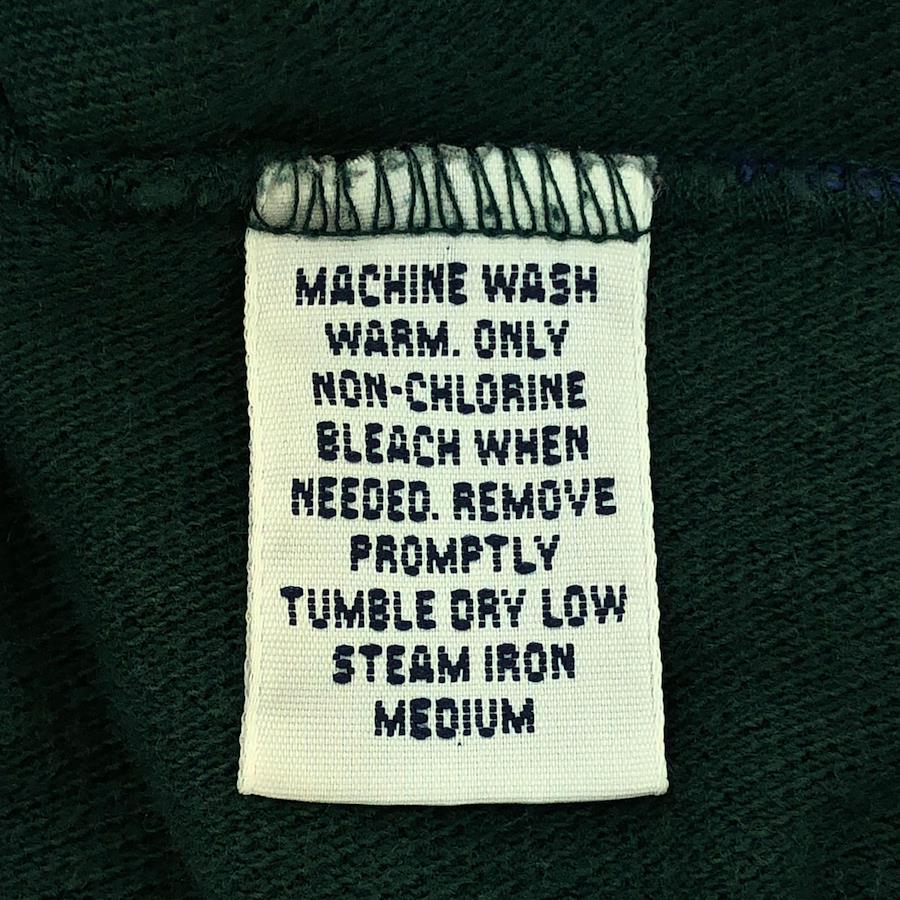 MACHINE WASH
WARM. ONLY
NON-CHLORINE
BLEACH WHEN
NEEDED. REMOVE
PROMPTLY
TUMBLE DRY LOW
STEAM IRON
MEDIUM